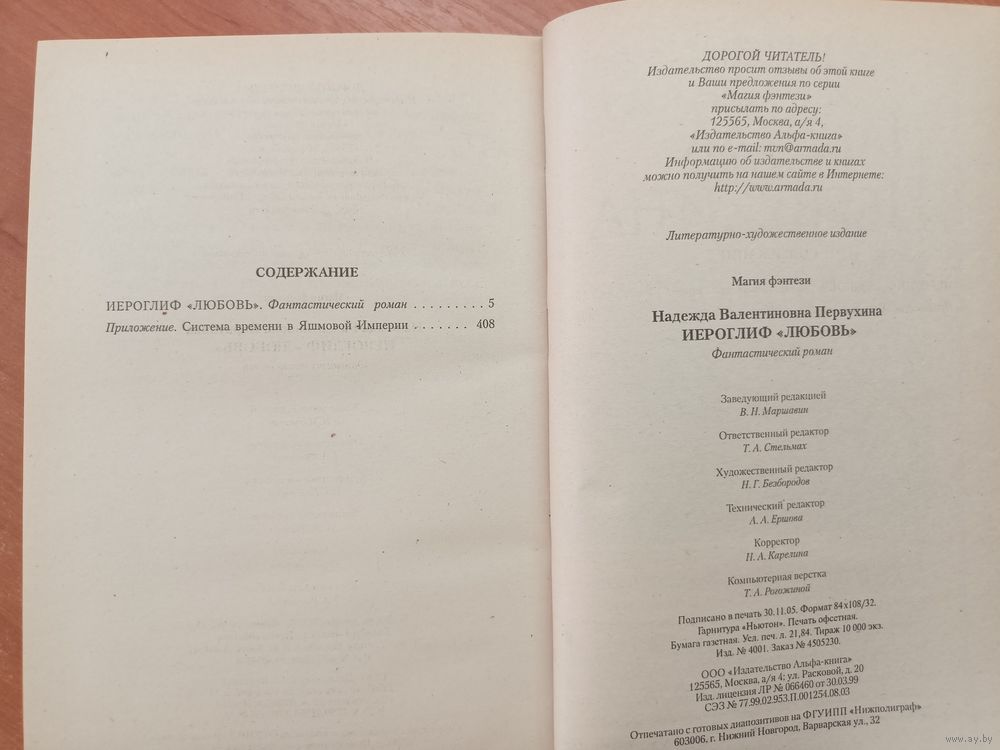 СОДЕРЖАНИЕ
ИЕРОГЛИФ «ЛЮБОВЬ». Фантастический роман . . . . . . . . . 5
Приложение. Система времени в Яшмовой Империи . . . . . . . 408
ДОРОГОЙ ЧИТАТЕЛЬ!
Издательство просит отзывы об этой книге
и Ваши предложения по серии
«Магия фэнтези»
присылать по адресу:
125565, Москва, а/я 4,
«Издательство Альфа-книга»
или по e-mail: mvn@armada.ru
Информацию об издательстве и книгах
можно получить на нашем сайте в Интернете:
http://www.armada.ru
Литературно-художественное издание
Магия фэнтези
Надежда Валентиновна Первухина
ИЕРОГЛИФ «ЛЮБОВЬ»
Фантастический роман
Заведующий редакцией
В. Н. Маршавин
Ответственный редактор
Т. А. Стельмах
Художественный редактор
Н. Г. Безбородов
Технический редактор
А. А. Ершова
Корректор
Н. А. Карелина
Компьютерная верстка
Т. А. Рогожиной
Подписано в печать 30.11.05. Формат 84х108/32.
Гарнитура «Ньютон». Печать офсетная.
Бумага газетная. Усл. печ. л. 21,84. Тираж 10 000 экз.
Изд. № 4001. Заказ № 4505230.
ООО «Издательство Альфа-книга»
125565, Москва, а/я 4; ул. Расковой, д. 20
Изд. лицензия ЛР № 066460 от 30.03.99
СЭЗ № 77.99.02.953.П.001254.08.03
Отпечатано с готовых диапозитивов на ФГУИПП «Нижполиграф»
603006, г. Нижний Новгород, Варварская ул., 32
www.ay.by